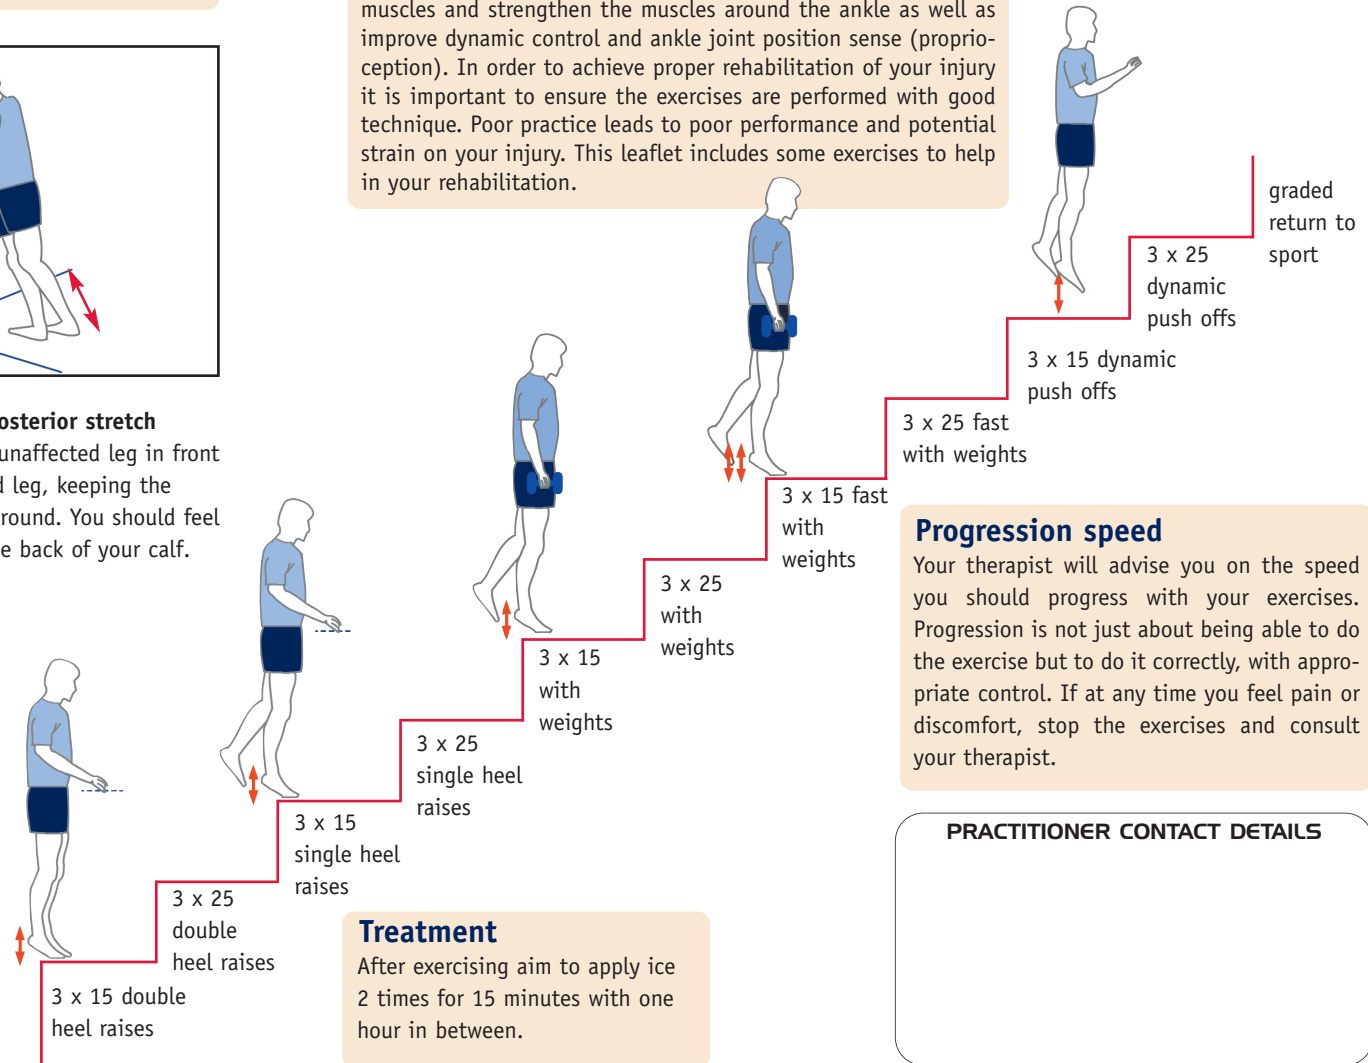 muscles and strengthen the muscles around the ankle as well as
improve dynamic control and ankle joint position sense (proprio-
ception). In order to achieve proper rehabilitation of your injury
it is important to ensure the exercises are performed with good
technique. Poor practice leads to poor performance and potential
strain on your injury. This leaflet includes some exercises to help
in your rehabilitation.
osterior stretch
unaffected leg in front
d leg, keeping the
round. You should feel
e back of your calf.
graded
return to
sport
3 x 25
dynamic
push offs
3 x 15 dynamic
push offs
3 x 25 fast
with weights
3 x 15 fast
with
weights
3 x 25
with
weights
3 x 15
with
weights
3 x 25
single heel
raises
3 x 15
single heel
raises
3 x 25
double
heel raises
3 x 15 double
heel raises
Progression speed
Your therapist will advise you on the speed
you should progress with your exercises.
Progression is not just about being able to do
the exercise but to do it correctly, with appro-
priate control. If at any time you feel pain or
discomfort, stop the exercises and consult
your therapist.
Treatment
After exercising aim to apply ice
2 times for 15 minutes with one
hour in between.
PRACTITIONER CONTACT DETAILS